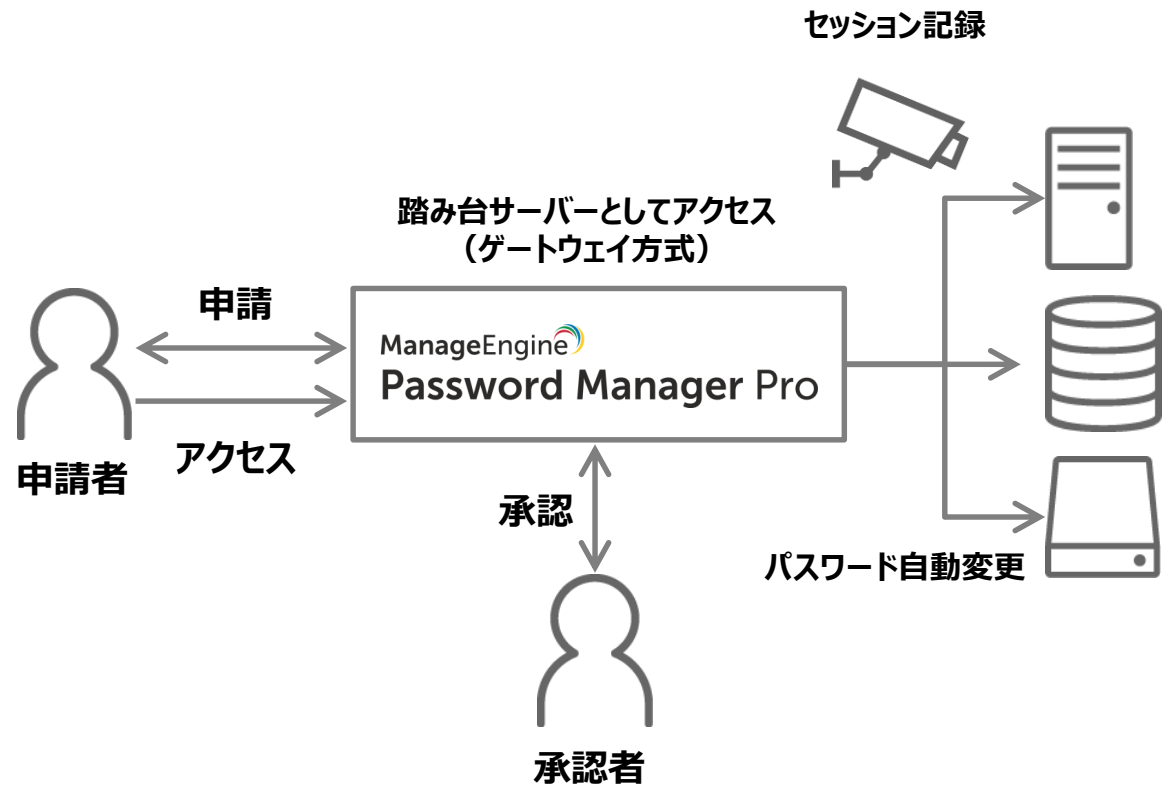 セッション記録
踏み台サーバーとしてアクセス
（ゲートウェイ方式）
申請
ManageEngine
Password Manager Pro
アクセス
申請者
承認
パスワード自動変更
承認者